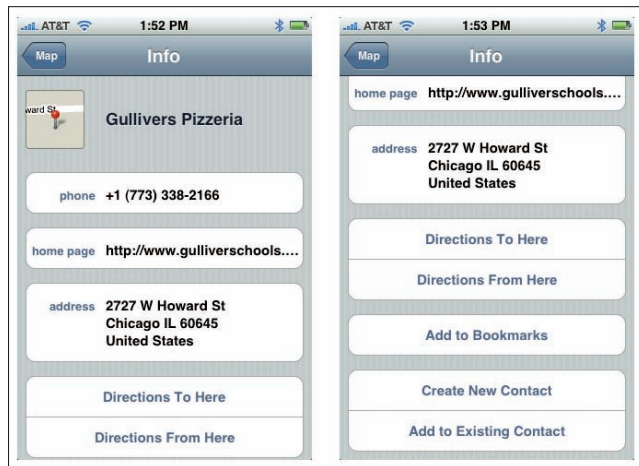 AT&T 1:52 PM
Map Info
ward St
Gullivers Pizzeria
phone +1 (773) 338-2166
home page http://www.gulliverschools....
address 2727 W Howard St
Chicago IL 60645
United States
Directions To Here
Directions From Here
AT&T 1:53 PM
Map Info
home page http://www.gulliverschools....
address 2727 W Howard St
Chicago IL 60645
United States
Directions To Here
Directions From Here
Add to Bookmarks
Create New Contact
Add to Existing Contact